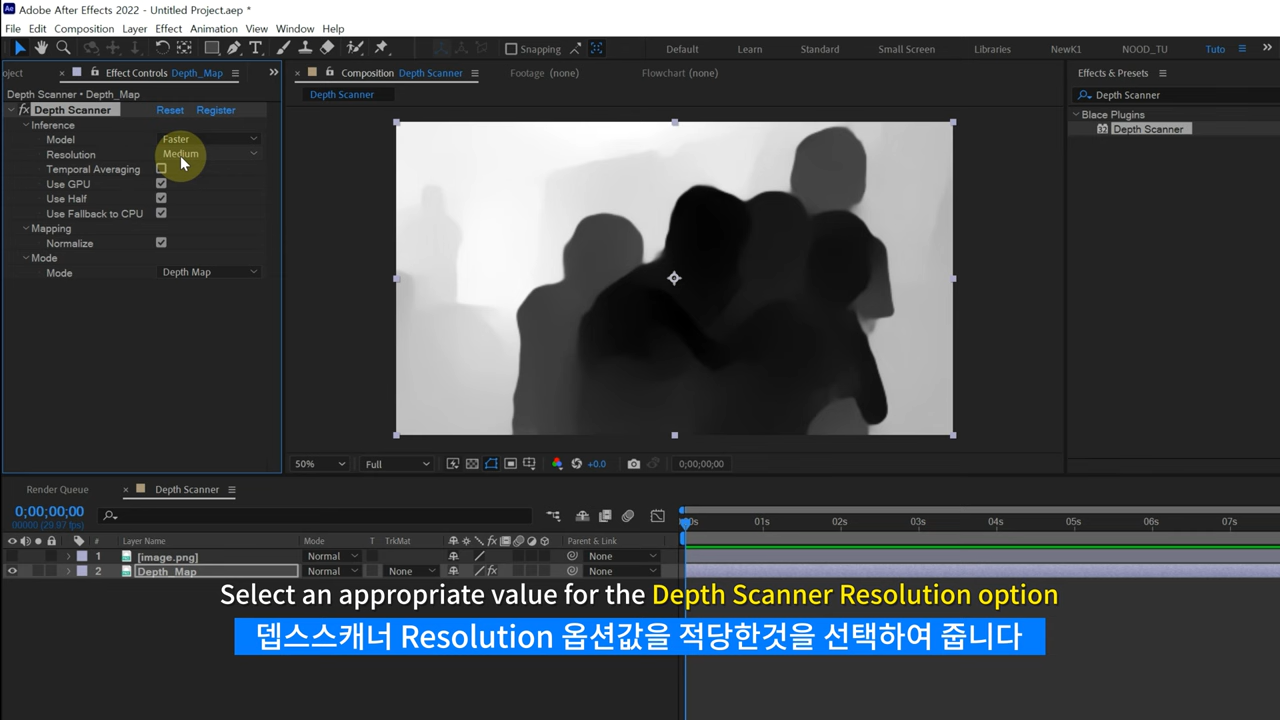 Adobe After Effects 2022 - Untitled Project.aep *
File Edit Composition Layer Effect Animation View Window Help
Snapping Default Learn Standard Small Screen Libraries NewK1 NOOD_TU Tuto
oject × Effect Controls Depth_Map
Depth Scanner • Depth_Map
fx Depth Scanner Reset Register
Inference
Model Faster
Resolution Medium
Temporal Averaging
Use GPU
Use Half
Use Fallback to CPU
Mapping
Normalize
Mode
Mode Depth Map
× Composition Depth Scanner Footage (none) Flowchart (none)
Depth Scanner
50% Full +0.0 0;00;00;00
Effects & Presets
Depth Scanner
Blace Plugins
Depth Scanner
Render Queue × Depth Scanner
0;00;00;00
00000 (29.97 fps)
00s 01s 02s 03s 04s 05s 06s 07s
# Layer Name Mode T TrkMat Parent & Link
1 [image.png] Normal None
2 Depth_Map Normal None fx None
Select an appropriate value for the Depth Scanner Resolution option
뎁스스캐너 Resolution 옵션값을 적당한것을 선택하여 줍니다